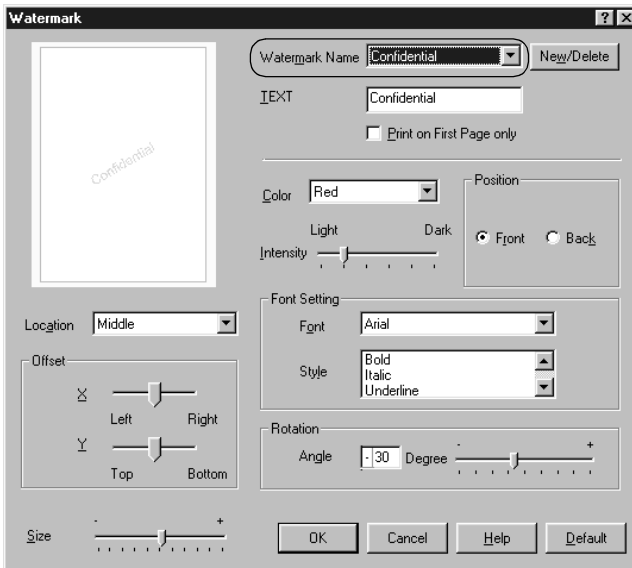 Watermark
Confidential
Watermark Name Confidential New/Delete
TEXT Confidential
Print on First Page only
Color Red
Light Dark
Intensity
Position
Front Back
Location Middle
Offset
X
Left Right
Y
Top Bottom
Font Setting
Font Arial
Style Bold
Italic
Underline
Rotation
Angle -30 Degree - +
Size - +
OK Cancel Help Default